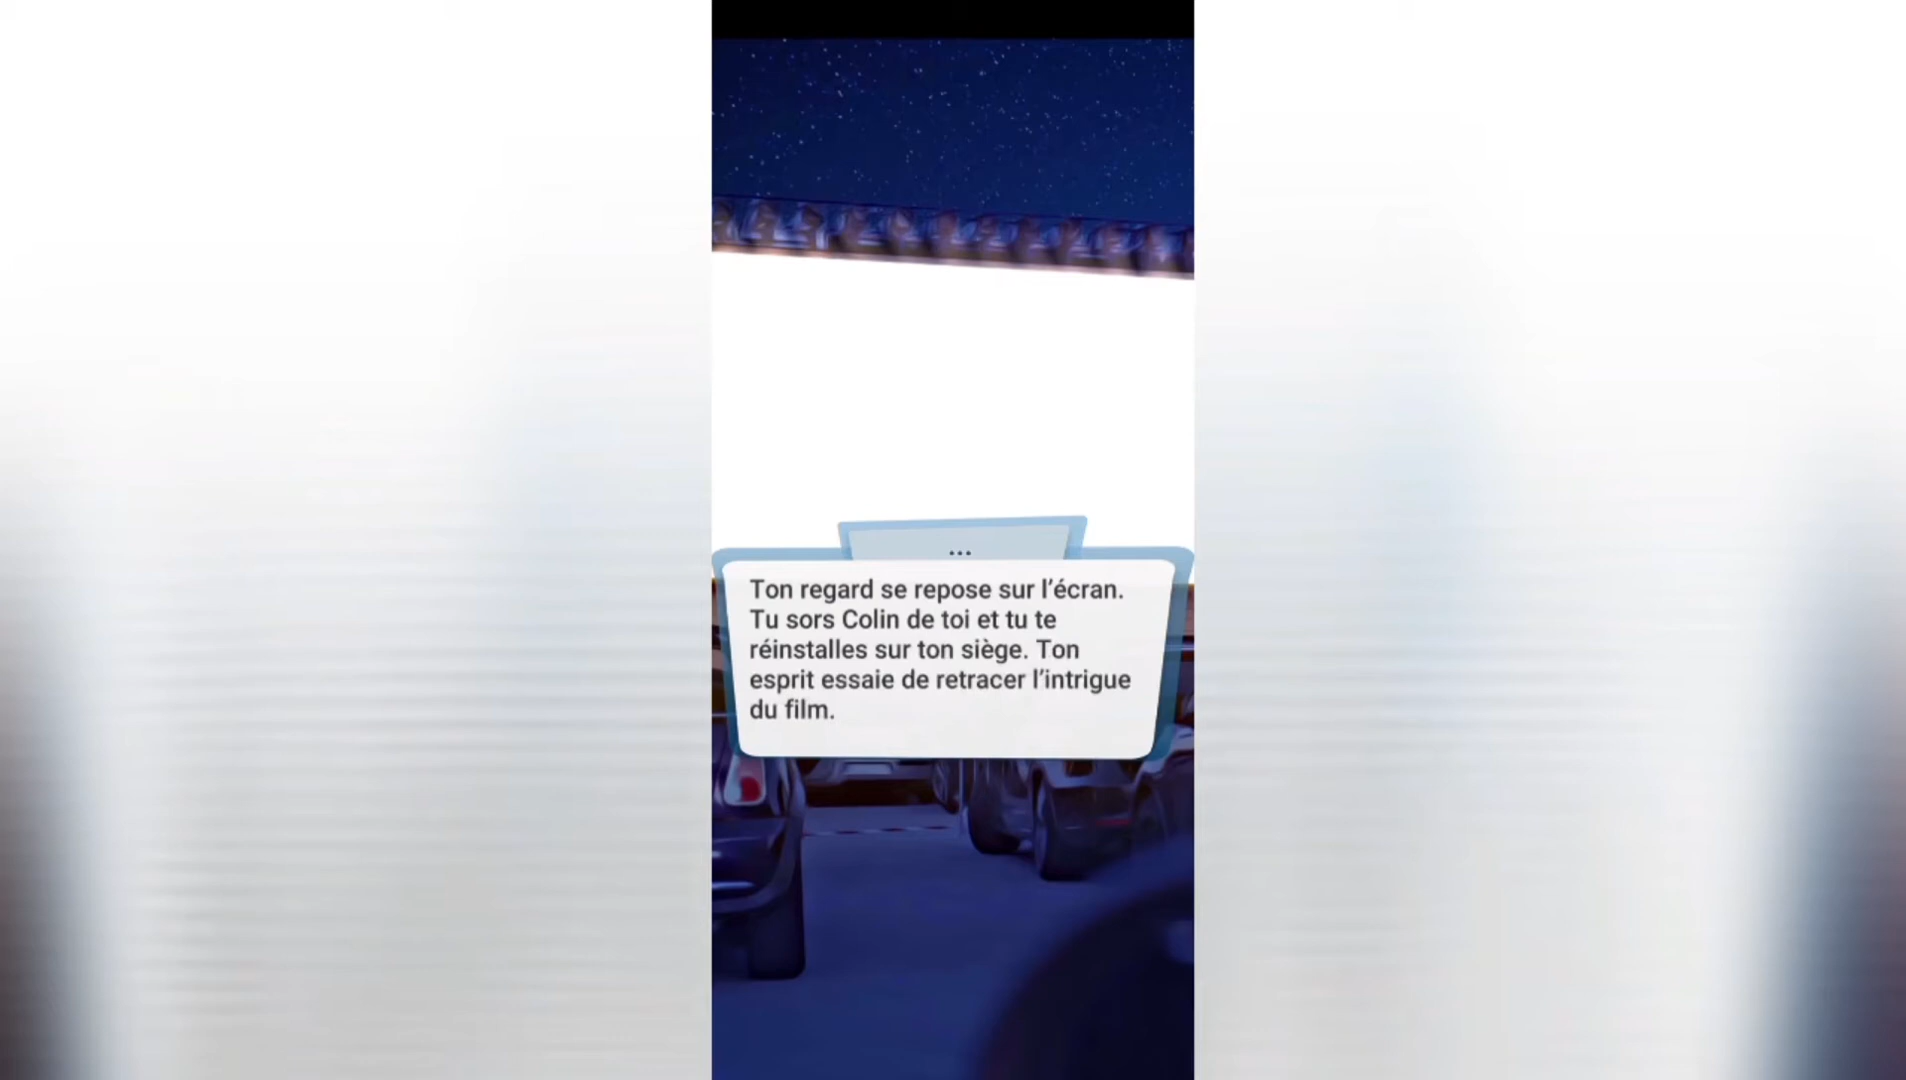 ...
Ton regard se repose sur l’écran.
Tu sors Colin de toi et tu te
réinstalles sur ton siège. Ton
esprit essaie de retracer l’intrigue
du film.